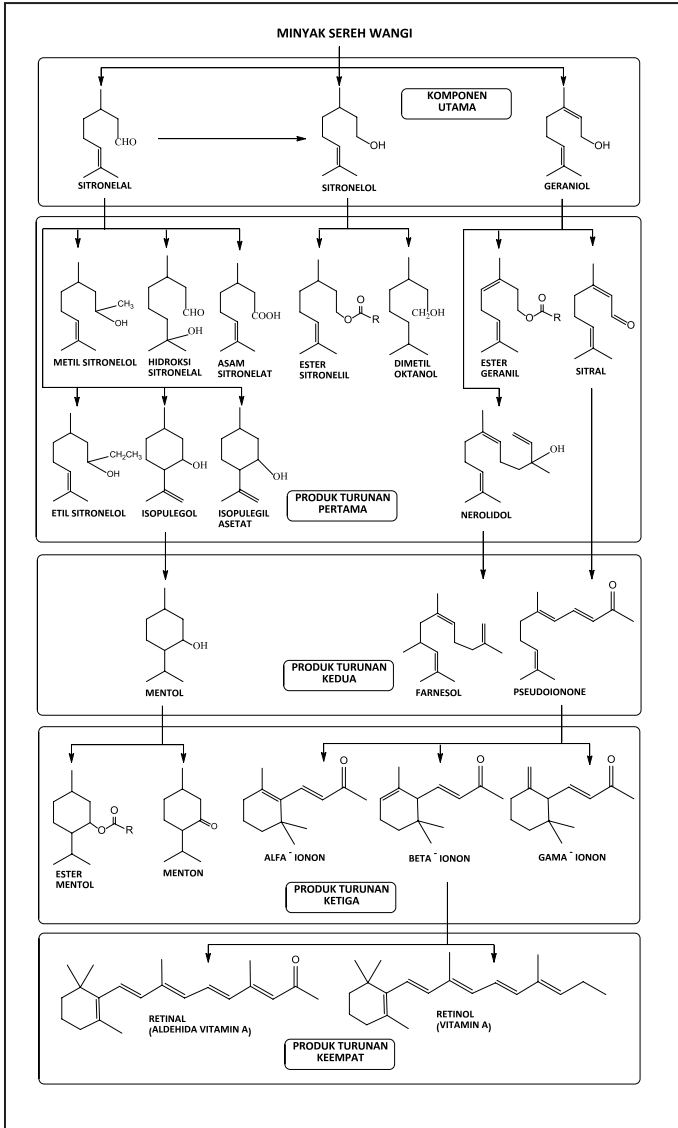 MINYAK SEREH WANGI
KOMPONEN
UTAMA
CHO
OH
OH
SITRONELAL
SITRONELOL
GERANIOL
CH3
OH
CHO
OH
COOH
O
O
R
CH2OH
O
O
R
O
METIL SITRONELOL
HIDROKSI
SITRONELAL
ASAM
SITRONELAT
ESTER
SITRONELIL
DIMETIL
OKTANOL
ESTER
GERANIL
SITRAL
CH2CH3
OH
OH
OH
OH
ETIL SITRONELOL
ISOPULEGOL
ISOPULEGIL
ASETAT
PRODUK TURUNAN
PERTAMA
NEROLIDOL
OH
O
MENTOL
PRODUK TURUNAN
KEDUA
FARNESOL
PSEUDOIONONE
O
O
R
O
O
O
O
ESTER
MENTOL
MENTON
ALFA - IONON
BETA - IONON
GAMA - IONON
PRODUK TURUNAN
KETIGA
O
RETINAL
(ALDEHIDA VITAMIN A)
RETINOL
(VITAMIN A)
PRODUK TURUNAN
KEEMPAT